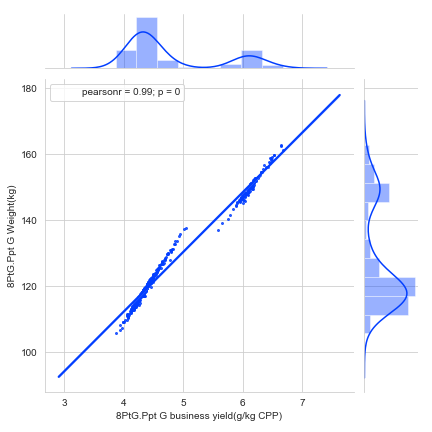 pearsonr = 0.99; p = 0
180
160
140
120
100
8PtG.Ppt G Weight(kg)
3 4 5 6 7
8PtG.Ppt G business yield(g/kg CPP)